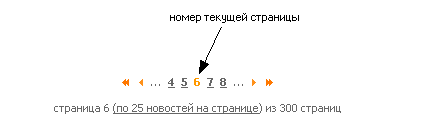 номер текущей страницы
... 4 5 6 7 8 ...
страница 6 (по 25 новостей на странице) из 300 страниц